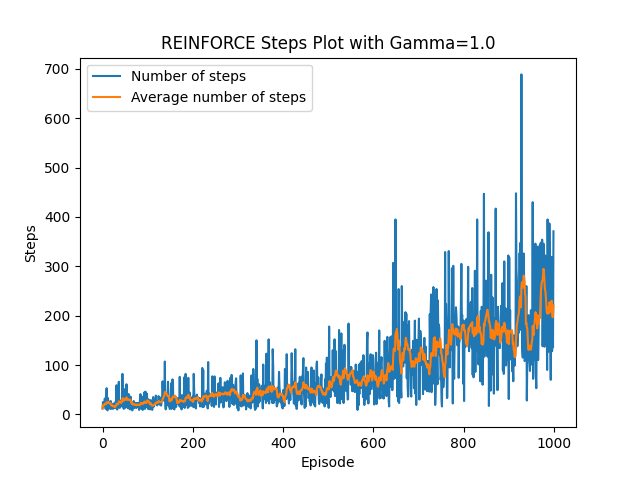 REINFORCE Steps Plot with Gamma=1.0
Number of steps
Average number of steps
700
600
500
400
300
200
100
0
Steps
0 200 400 600 800 1000
Episode